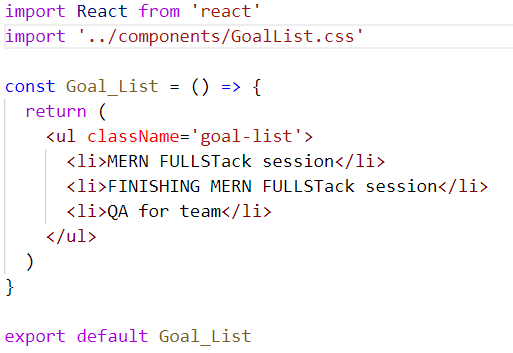 import React from 'react'
import '../components/GoalList.css'

const Goal_List = () => {
  return (
    <ul className='goal-list'>
      <li>MERN FULLSTack session</li>
      <li>FINISHING MERN FULLSTack session</li>
      <li>QA for team</li>
    </ul>
  )
}

export default Goal_List